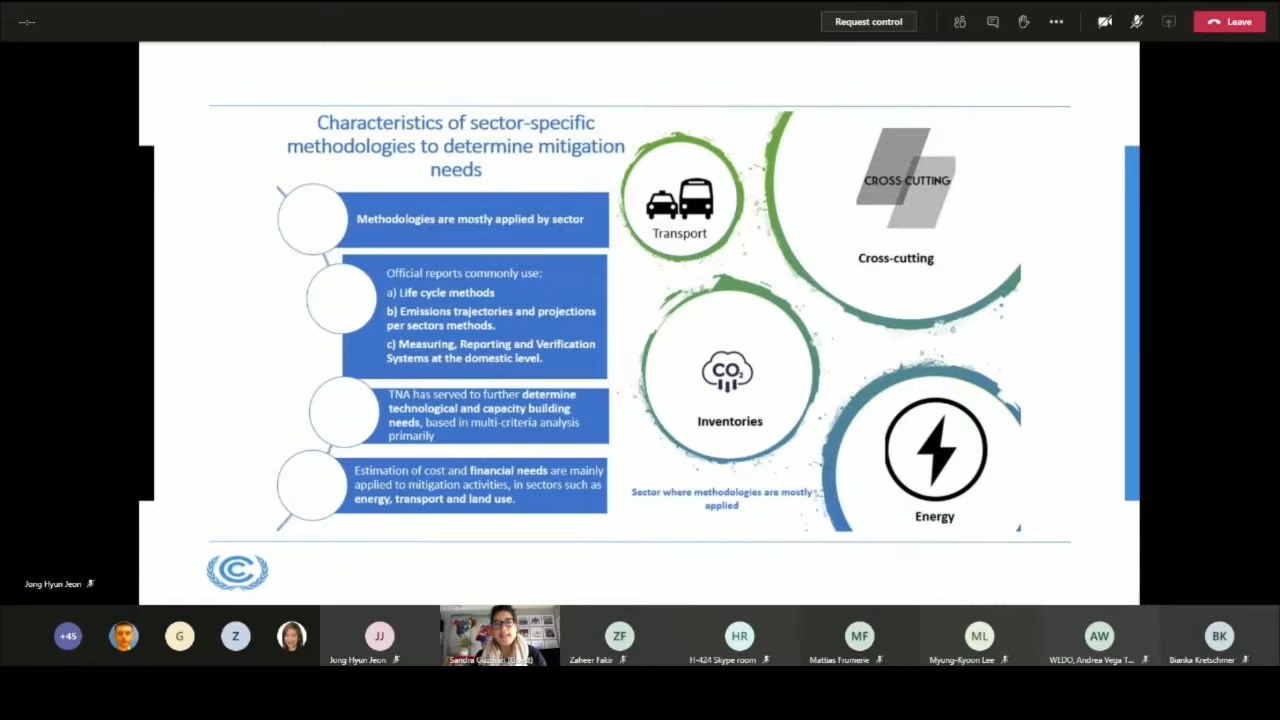 --:--
Request control
Leave
Characteristics of sector-specific
methodologies to determine mitigation
needs
Methodologies are mostly applied by sector
Official reports commonly use:
a) Life cycle methods
b) Emissions trajectories and projections
per sectors methods.
c) Measuring, Reporting and Verification
Systems at the domestic level.
TNA has served to further determine
technological and capacity building
needs, based in multi-criteria analysis
primarily
Estimation of cost and financial needs are mainly
applied to mitigation activities, in sectors such as
energy, transport and land use.
Transport
CROSS-CUTTING
Cross-cutting
CO2
Inventories
Sector where methodologies are mostly
applied
Energy
Jong Hyun Jeon
+45
G
Z
JJ
ZF
HR
MF
ML
AW
BK
Jong Hyun Jeon
Sandra Guzman (Guest)
Zaheer Fakir
H-424 Skype room
Mattias Frumerie
Myung-Kyoon Lee
WEDO, Andrea Vega T...
Bianka Kretschmer